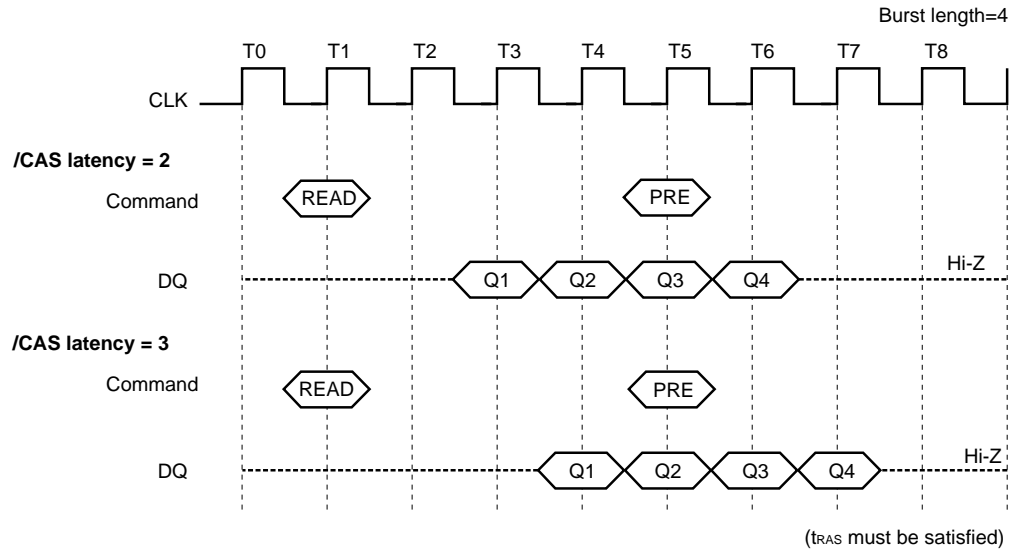 Burst length=4
T0 T1 T2 T3 T4 T5 T6 T7 T8
CLK
/CAS latency = 2
Command READ PRE
Hi-Z
DQ Q1 Q2 Q3 Q4
/CAS latency = 3
Command READ PRE
Hi-Z
DQ Q1 Q2 Q3 Q4
(tRAS must be satisfied)